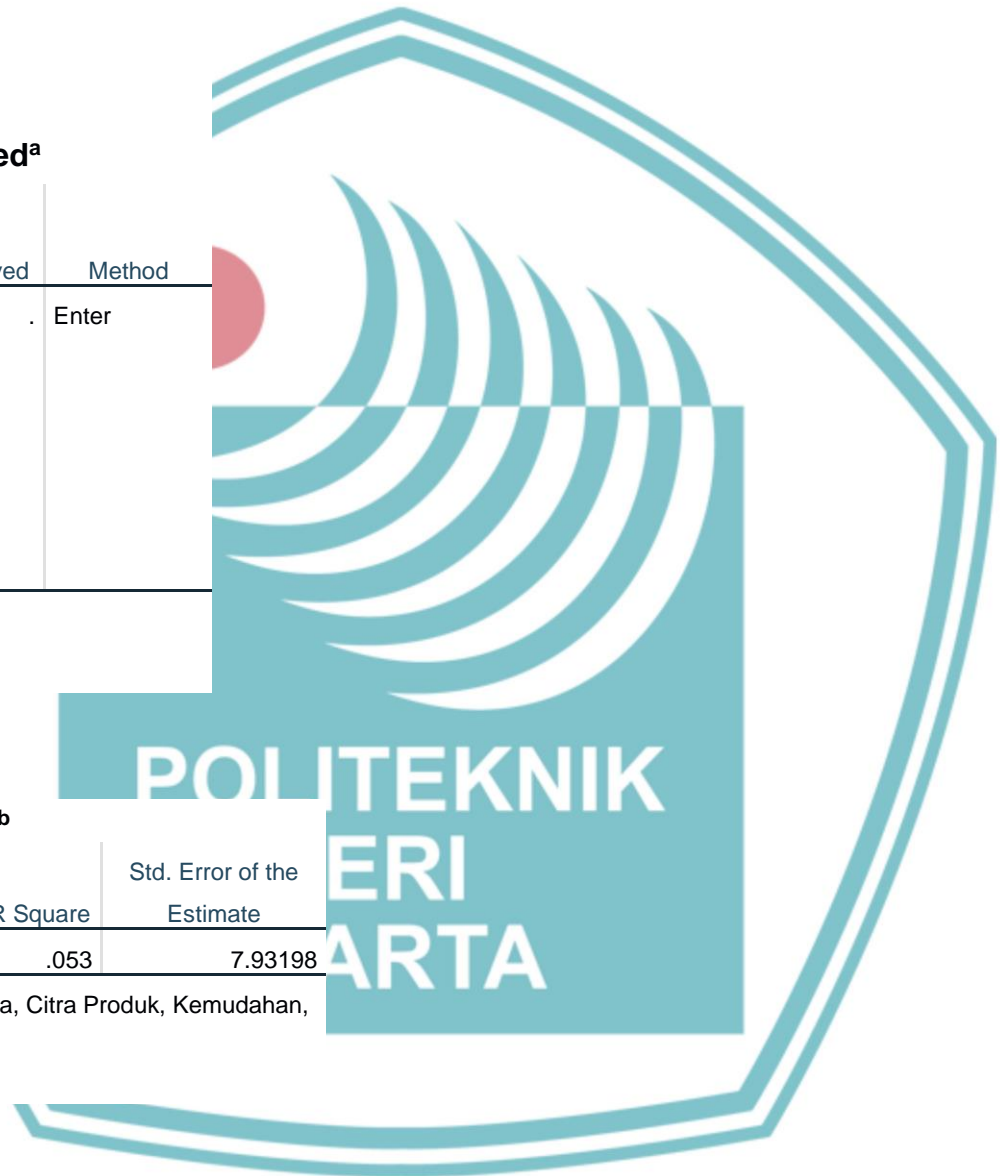 edᵃ
ved Method
. Enter
POLITEKNIK
b
Std. Error of the
R Square Estimate
ERI
.053 7.93198
ARTA
a, Citra Produk, Kemudahan,